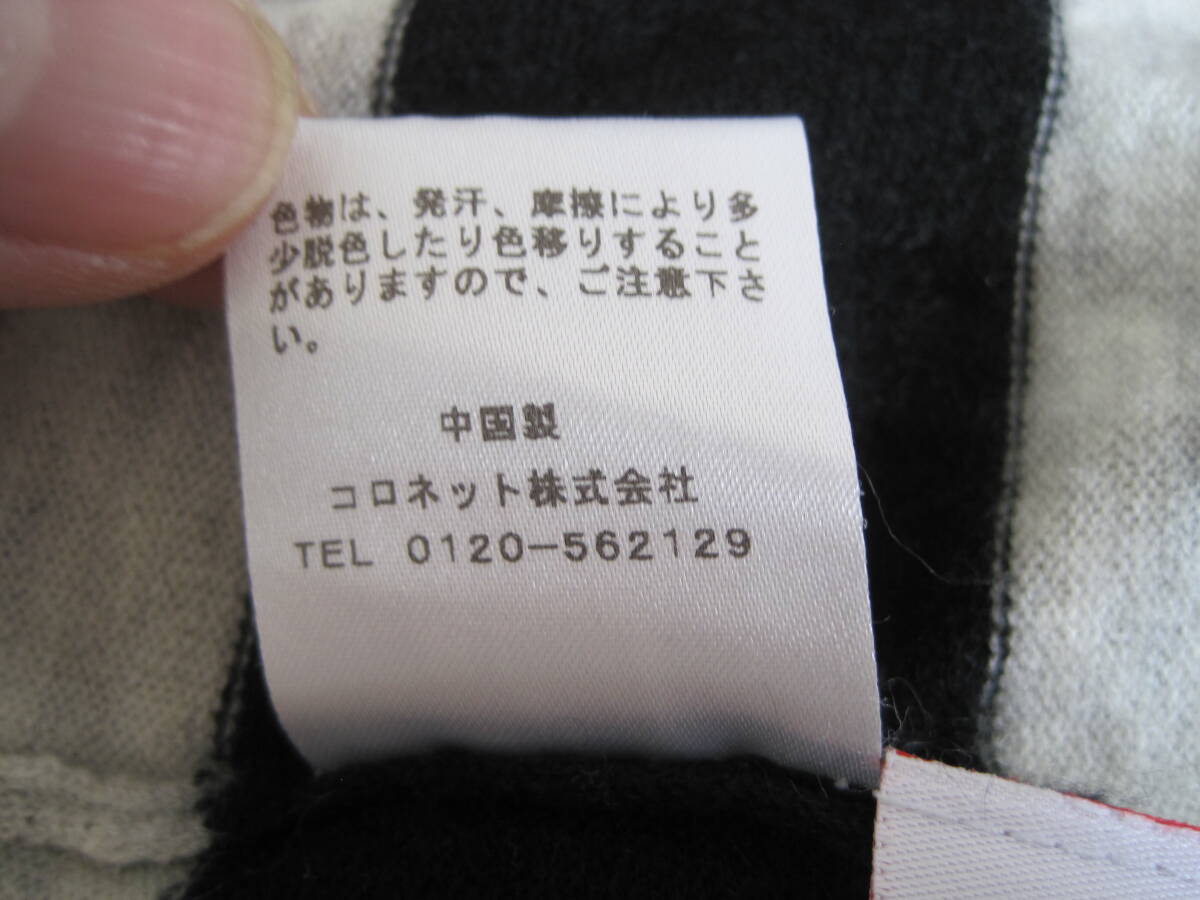 色物は、発汗、摩擦により多
少脱色したり色移りすること
がありますので、ご注意下さ
い。
中国製
コロネット株式会社
TEL 0120-562129